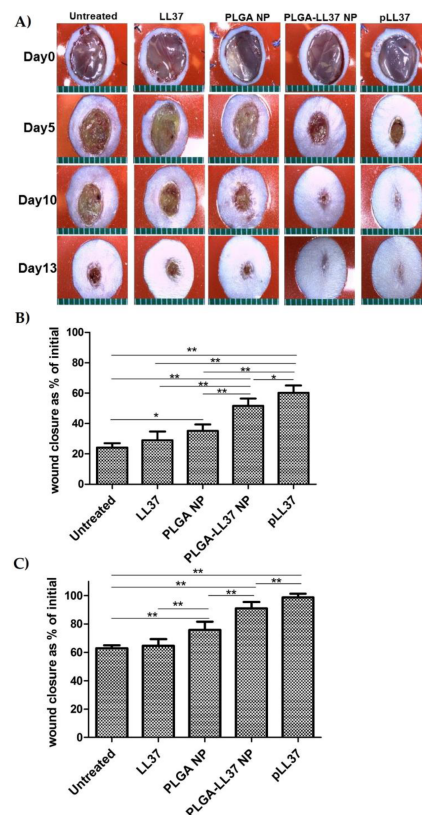 A)
Untreated LL37 PLGA NP PLGA-LL37 NP pLL37
Day0
Day5
Day10
Day13
B)
wound closure as % of initial
100
80
60
40
20
0
** 
**
** **
** ** *
* **
Untreated LL37 PLGA NP PLGA-LL37 NP pLL37
C)
wound closure as % of initial
100
80
60
40
20
0
**
** **
** **
**
Untreated LL37 PLGA NP PLGA-LL37 NP pLL37